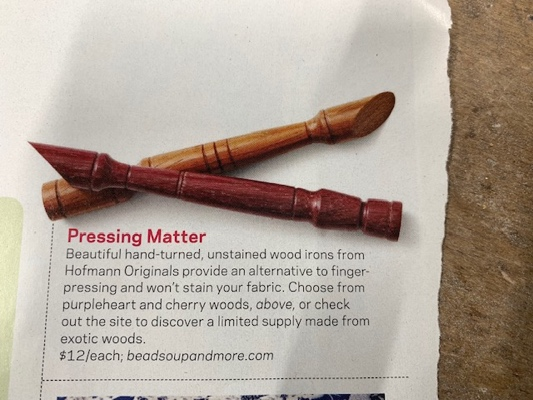 Pressing Matter
Beautiful hand-turned, unstained wood irons from
Hofmann Originals provide an alternative to finger-
pressing and won't stain your fabric. Choose from
purpleheart and cherry woods, above, or check
out the site to discover a limited supply made from
exotic woods.
$12/each; beadsoupandmore.com